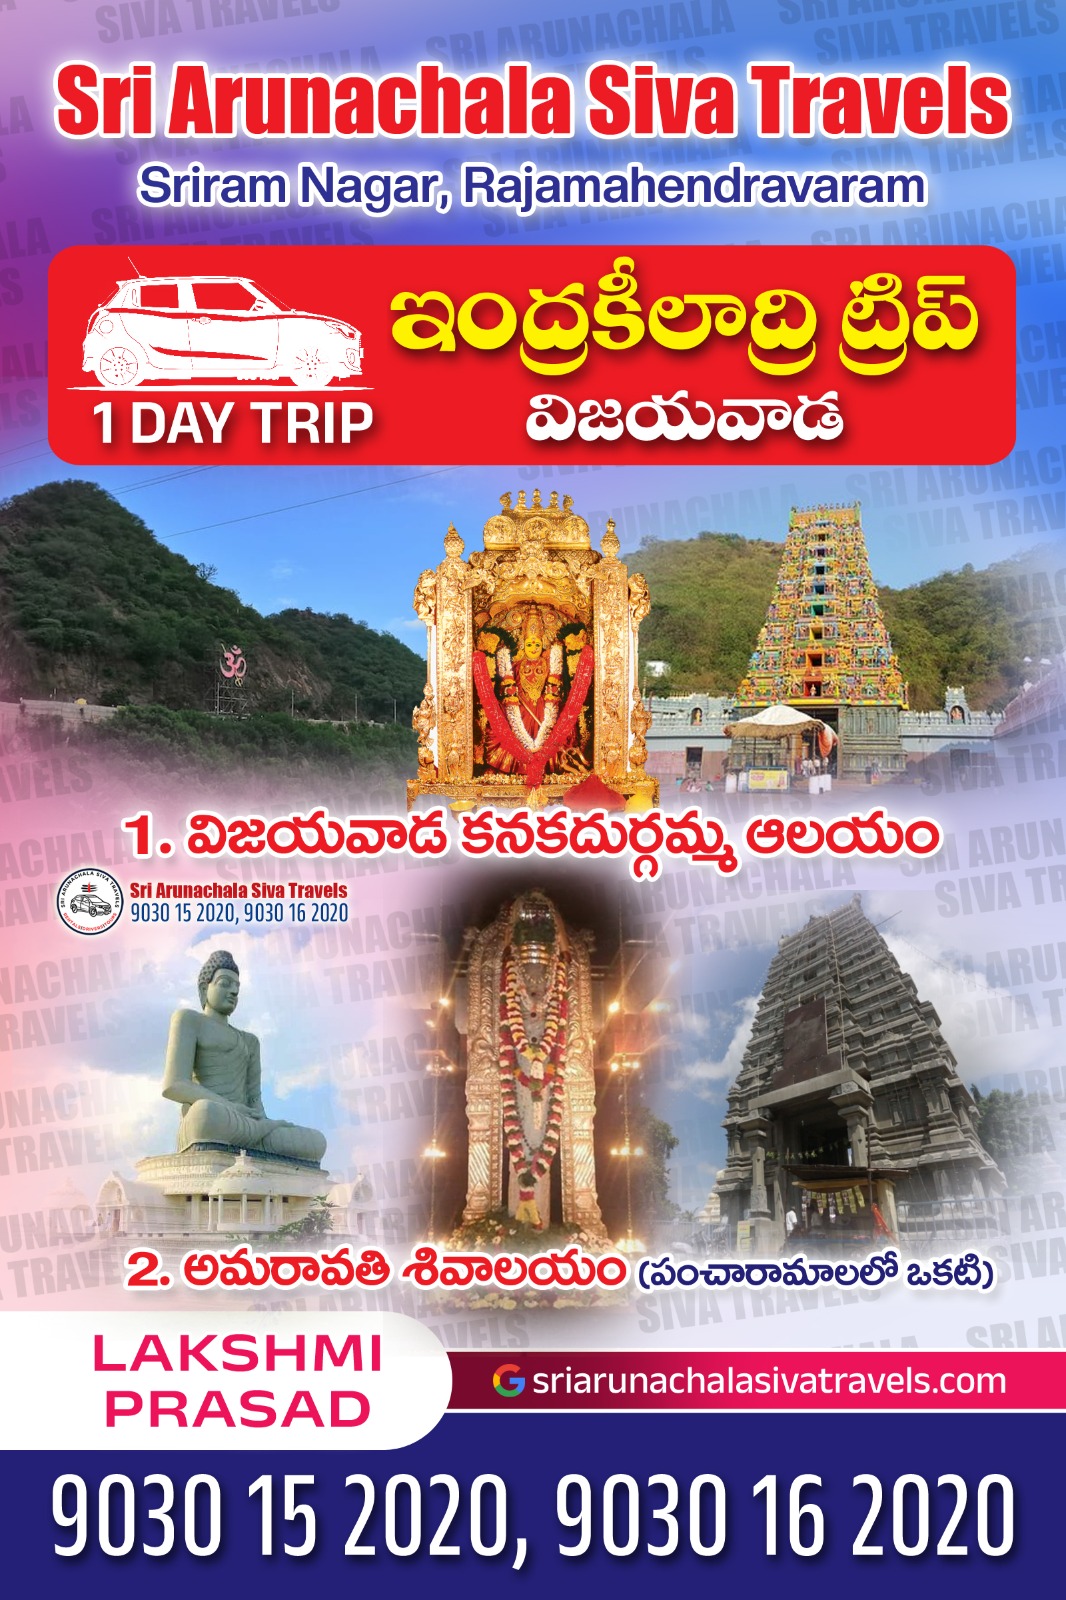 Sri Arunachala Siva Travels
Sriram Nagar, Rajamahendravaram
ఇంద్రకీలాద్రి ట్రిప్
1 DAY TRIP
విజయవాడ
ॐ
1. విజయవాడ కనకదుర్గమ్మ ఆలయం
Sri Arunachala Siva Travels
9030 15 2020, 9030 16 2020
2. అమరావతి శివాలయం (పంచారామాలలో ఒకటి)
LAKSHMI
PRASAD
sriarunachalasivatravels.com
9030 15 2020, 9030 16 2020